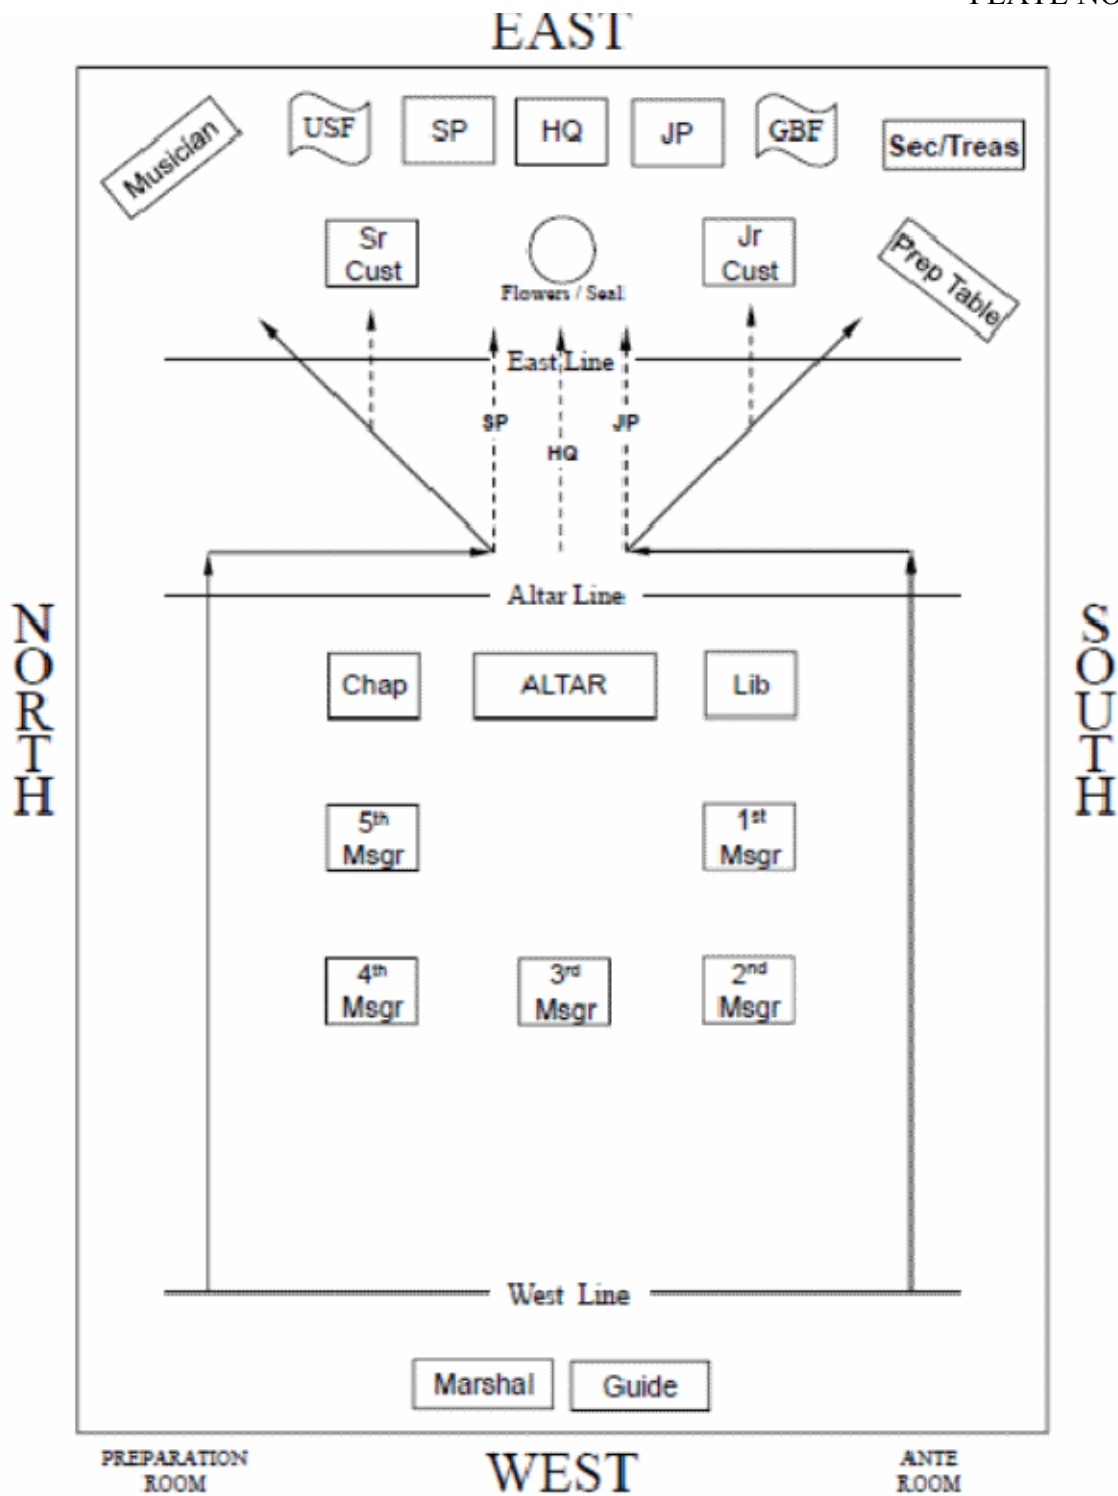 EAST
Musician
USF
SP
HQ
JP
GBF
Sec/Treas
Sr
Cust
Flowers / Seal
Jr
Cust
Prep Table
East Line
SP
HQ
JP
Altar Line
NORTH
SOUTH
Chap
ALTAR
Lib
5th
Msgr
1st
Msgr
4th
Msgr
3rd
Msgr
2nd
Msgr
West Line
Marshal
Guide
PREPARATION
ROOM
WEST
ANTE
ROOM